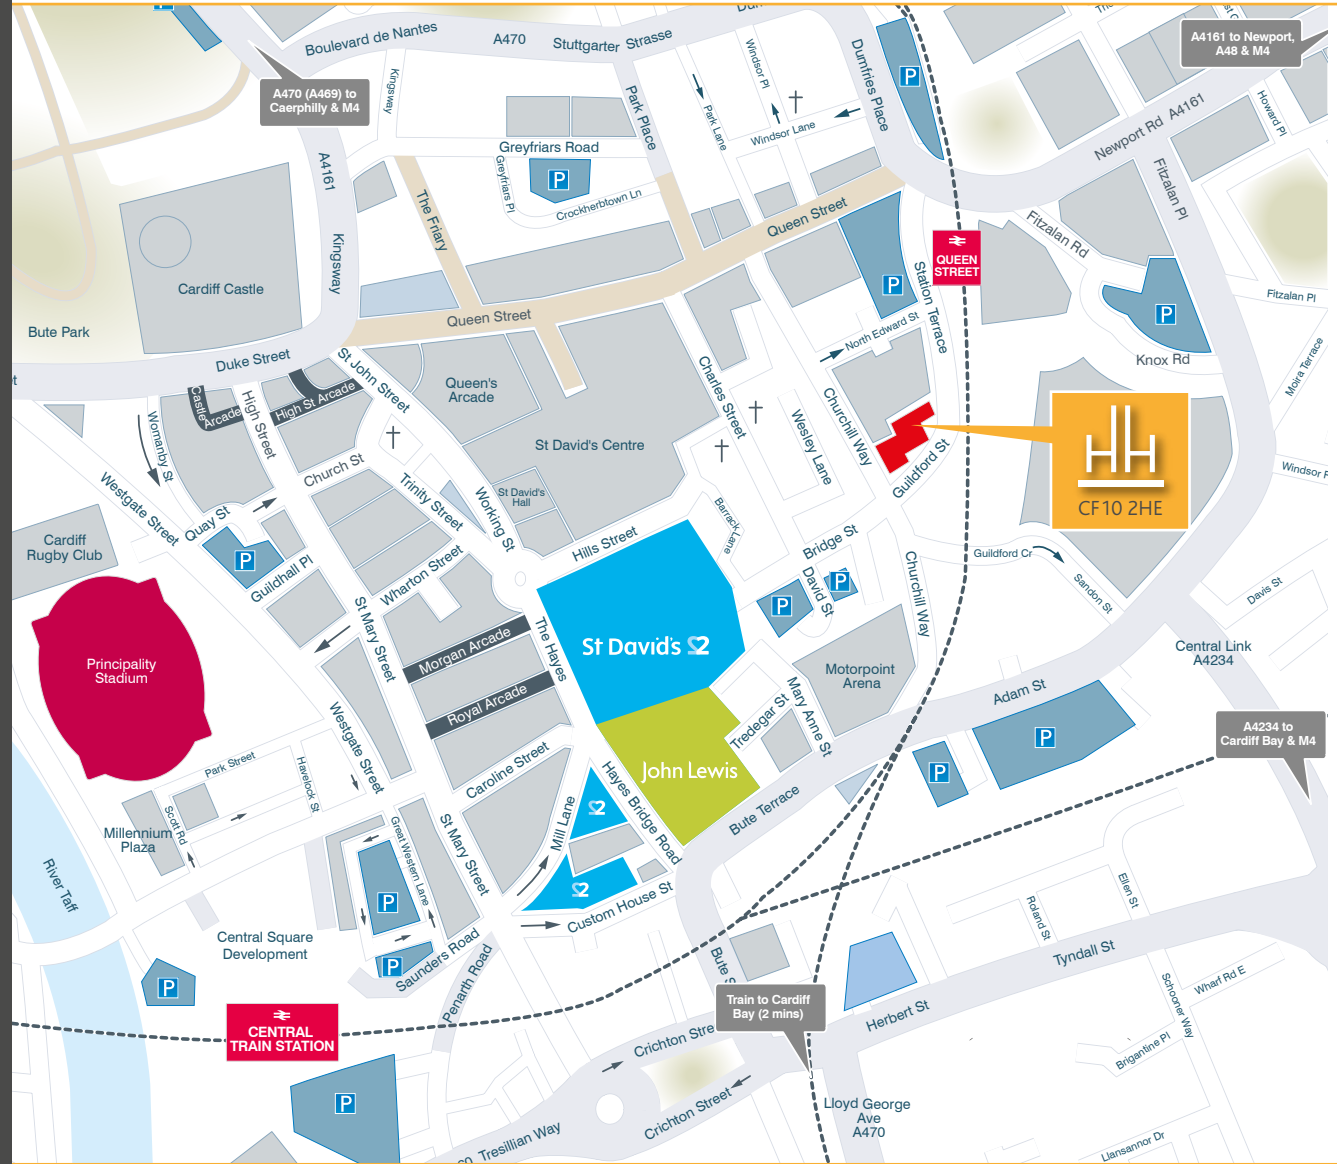 Boulevard de Nantes
A470
Stuttgarter Strasse
A4161 to Newport,
A48 & M4
A470 (A469) to
Caerphilly & M4
Kingsway
Park Place
Windsor Pl
Park Lane
Windsor Lane
Dumfries Place
Newport Rd A4161
Howard Pl
Fitzalan Pl
A4161
Greyfriars Road
P
P
Greyfriars Pl
Crockherbtown Ln
The Friary
Queen Street
Fitzalan Rd
Kingsway
Cardiff Castle
QUEEN
STREET
Station Terrace
P
P
Fitzalan Pl
Bute Park
Queen Street
North Edward St
Knox Rd
Moira Terrace
Duke Street
St John Street
Castle
Arcade
High St Arcade
High Street
Queen's
Arcade
Charles Street
Churchill Way
Wesley Lane
St David's Centre
Womanby St
Church St
Guildford St
CF10 2HE
Westgate Street
Quay St
Trinity Street
Working St
St David's
Hall
Cardiff
Rugby Club
P
Guildhall Pl
Wharton Street
Hills Street
Barrack Lane
Bridge St
Guildford Cr
Sandon St
Davis St
David St
P
P
Churchill Way
St Mary Street
Morgan Arcade
The Hayes
St David's 2
Principality
Stadium
Royal Arcade
Motorpoint
Arena
Central Link
A4234
Adam St
Mary Anne St
Tredegar St
Westgate Street
A4234 to
Cardiff Bay & M4
P
P
John Lewis
Park Street
Havelock St
Caroline Street
Hayes Bridge Road
Bute Terrace
Millennium
Plaza
Scott Rd
Great Western Lane
St Mary Street
Mill Lane
2
2
River Taff
P
Custom House St
Ellen St
Roland St
Central Square
Development
P
Saunders Road
Penarth Road
P
Tyndall St
Schooner Way
Wharf Rd E
Train to Cardiff
Bay (2 mins)
Herbert St
CENTRAL
TRAIN STATION
Crichton Stre
Brigantine Pl
P
Crichton Street
Lloyd George
Ave
A470
Tresillian Way
Llansannor Dr